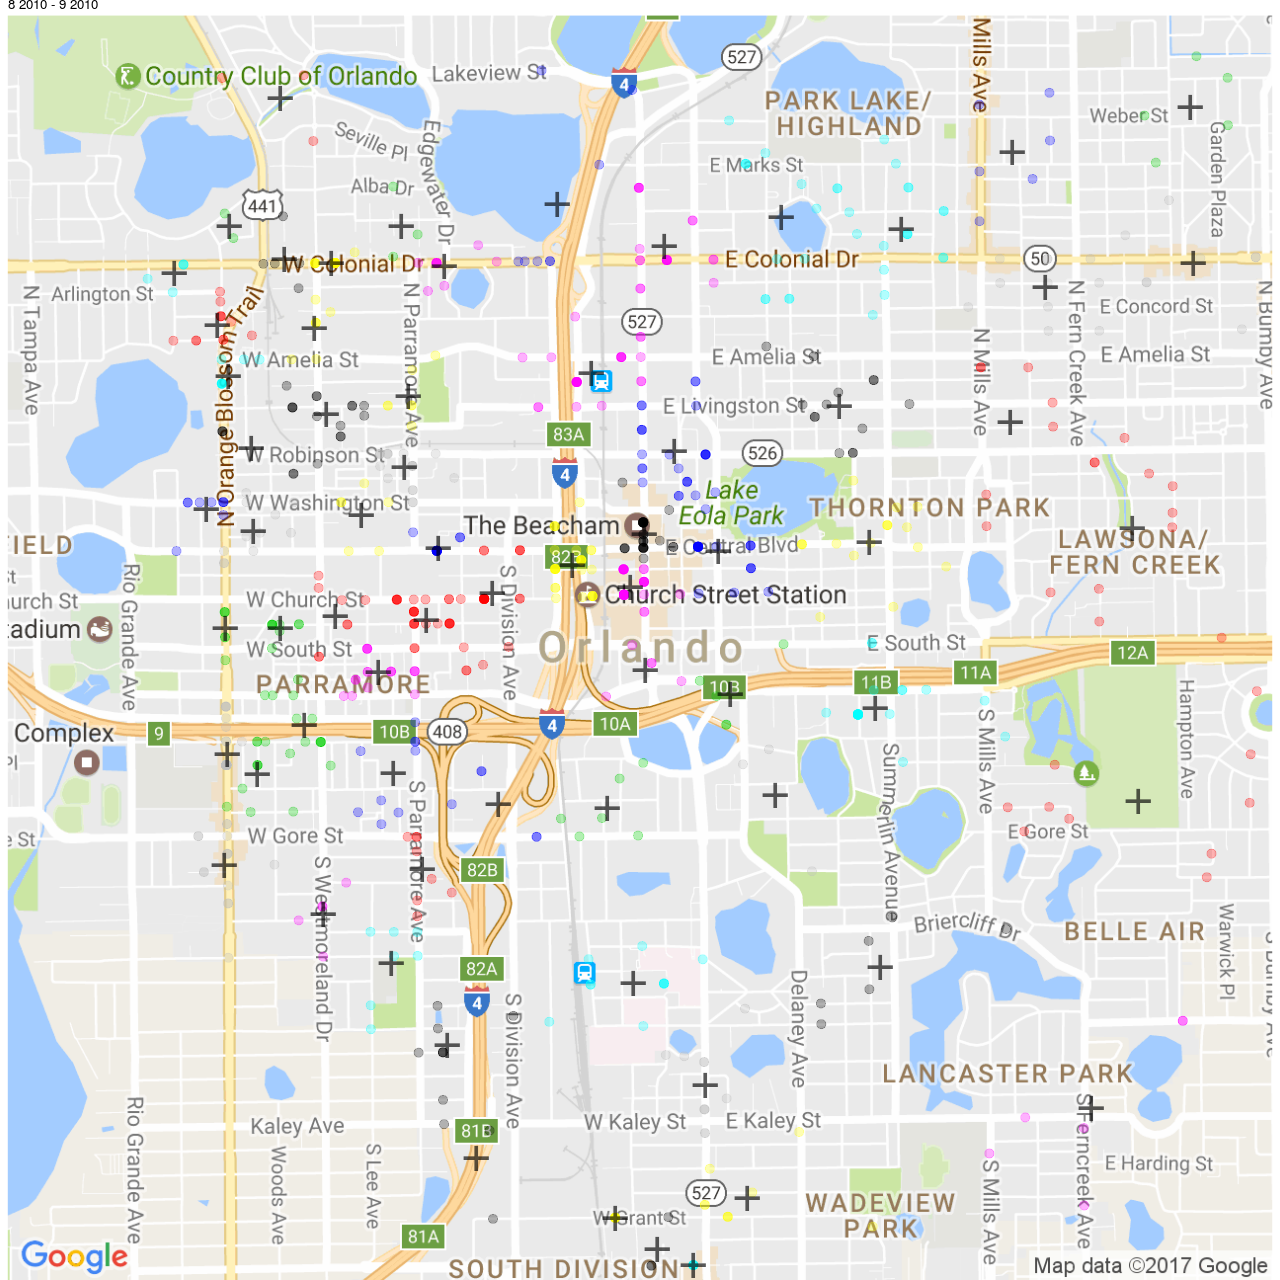 8 2010 - 9 2010
Country Club of Orlando
Lakeview St
527
4
Mills Ave
PARK LAKE/
HIGHLAND
Weber St
Garden Plaza
Seville Pl
Edgewater Dr
E Marks St
Alba Dr
441
W Colonial Dr
E Colonial Dr
50
Arlington St
N Tampa Ave
N Orange Blossom Trail
N Parramore Ave
527
N Mills Ave
N Fern Creek Ave
E Concord St
N Bumby Ave
W Amelia St
E Amelia St
E Amelia St
E Livingston St
83A
W Robinson St
526
4
Lake
Eola Park
W Washington St
THORNTON PARK
The Beacham
E Central Blvd
LAWSONA/
FERN CREEK
FIELD
82B
Rio Grande Ave
S Division Ave
W Church St
Church Street Station
E South St
W South St
Orlando
12A
11A
11B
10B
PARRAMORE
Hampton Ave
Complex
9
10B
408
4
10A
S Mills Ave
Summerlin Avenue
S Parramore Ave
W Gore St
E Gore St
82B
S Westmoreland Dr
Briercliff Dr
BELLE AIR
Warwick Pl
S Bumby Ave
82A
4
S Division Ave
Delaney Ave
LANCASTER PARK
Rio Grande Ave
Kaley Ave
81B
W Kaley St
E Kaley St
S Ferncreek Ave
Woods Ave
S Lee Ave
S Mills Ave
E Harding St
527
WADEVIEW
PARK
W Grant St
81A
SOUTH DIVISION
Google
Map data ©2017 Google